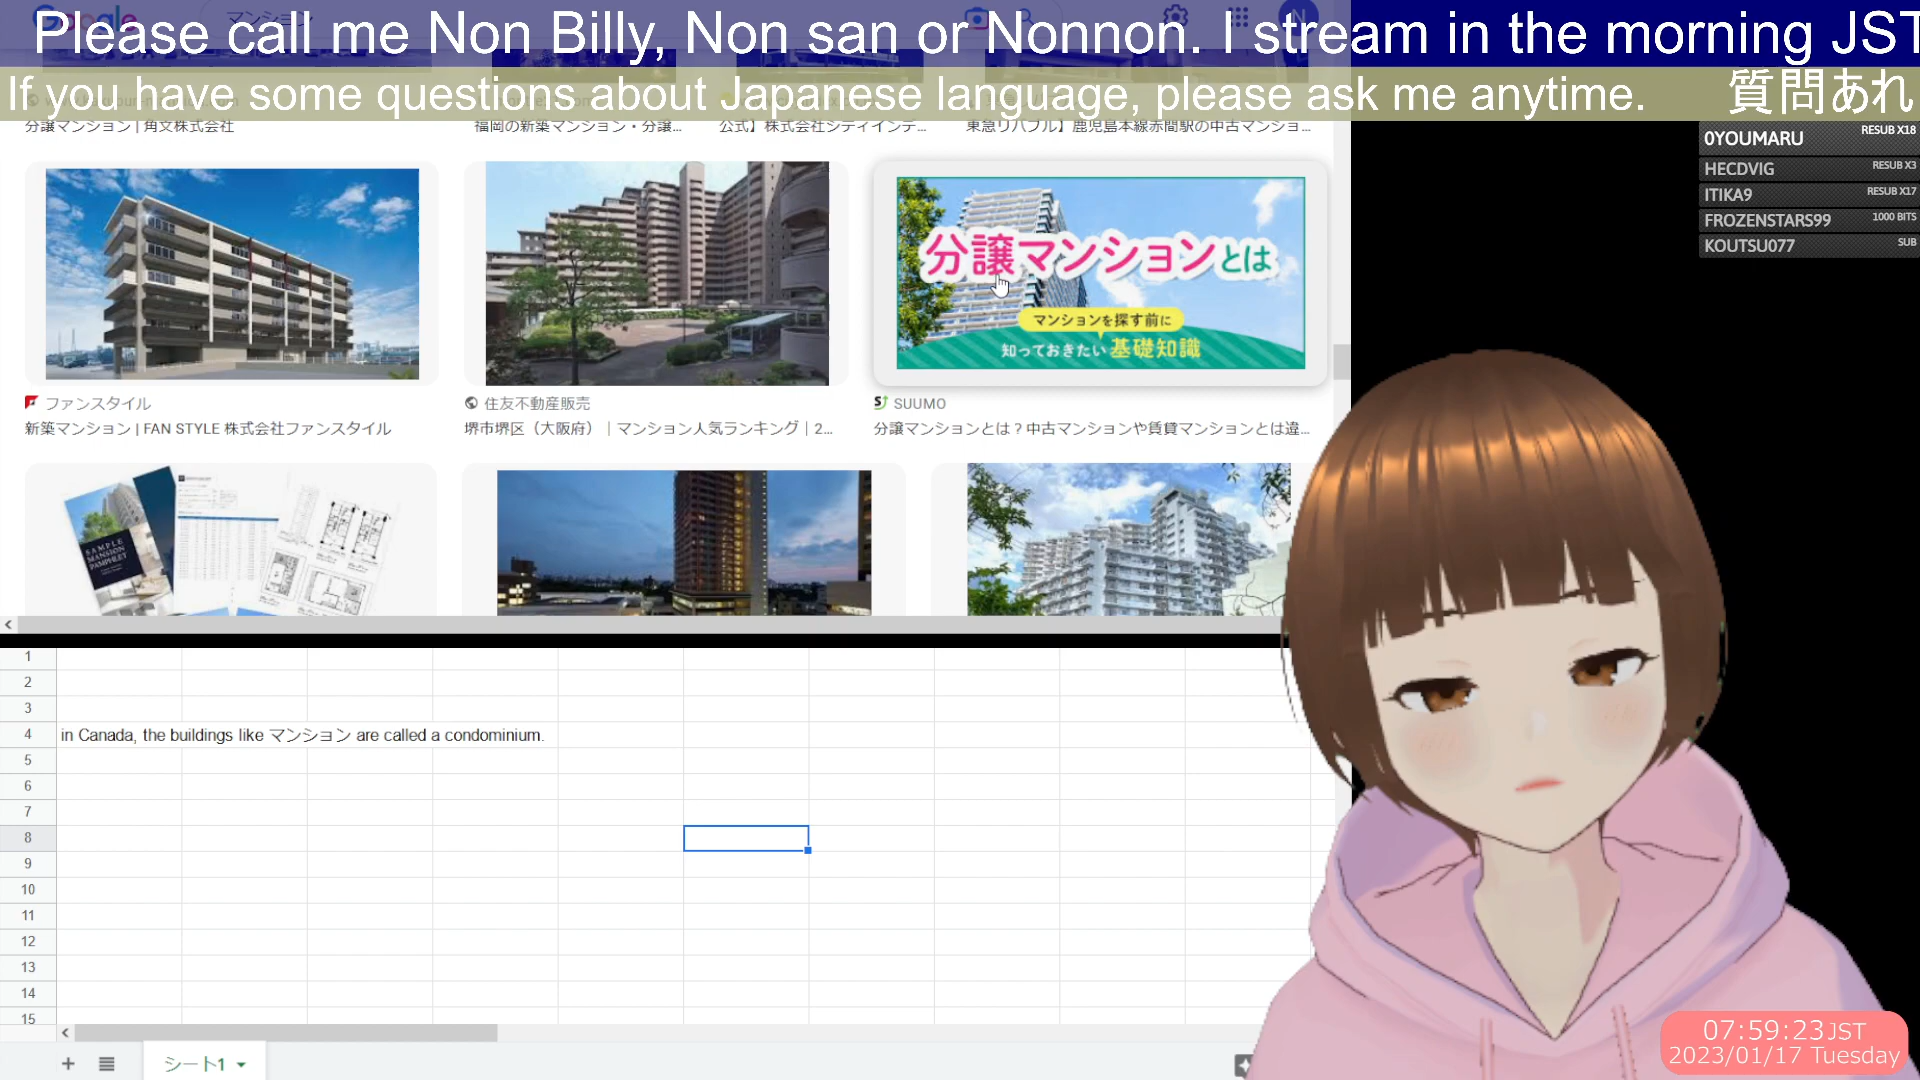 Please call me Non Billy, Non san or Nonnon. I stream in the morning JST
If you have some questions about Japanese language, please ask me anytime. 質問あれ
Google
マンション
分譲マンション | 角文株式会社
福岡の新築マンション・分譲...
公式】株式会社シティインデ...
東急リバブル】鹿児島本線赤間駅の中古マンショ...
0YOUMARU RESUB X18
HECDVIG RESUB X3
ITIKA9 RESUB X17
FROZENSTARS99 1000 BITS
KOUTSU077 SUB
分譲マンションとは
マンションを探す前に
知っておきたい 基礎知識
ファンスタイル
新築マンション | FAN STYLE 株式会社ファンスタイル
住友不動産販売
堺市堺区（大阪府）｜マンション人気ランキング｜2...
SUUMO
分譲マンションとは？中古マンションや賃貸マンションとは違...
SAMPLE
MANSION
PAMPHLET
1
2
3
4 in Canada, the buildings like マンション are called a condominium.
5
6
7
8
9
10
11
12
13
14
15
シート1
07:59:23 JST
2023/01/17 Tuesday